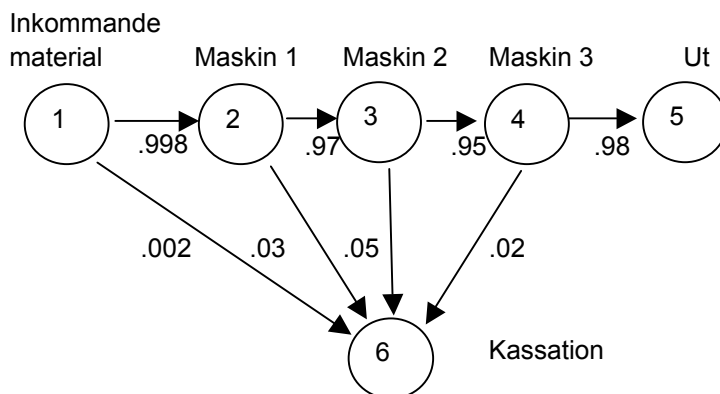 Inkommande
material
Maskin 1
Maskin 2
Maskin 3
Ut
1
2
3
4
5
.998
.97
.95
.98
.002
.03
.05
.02
6
Kassation